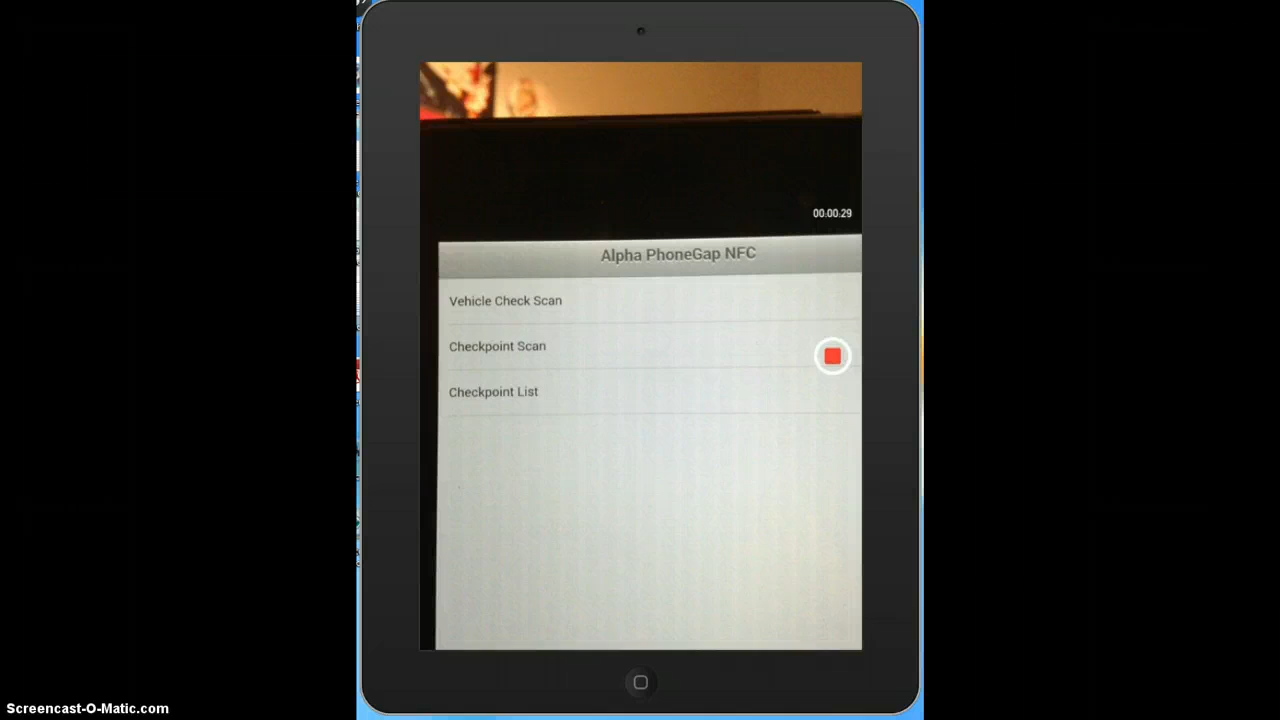 00.00.29
Alpha PhoneGap NFC
Vehicle Check Scan
Checkpoint Scan
Checkpoint List
Screencast-O-Matic.com